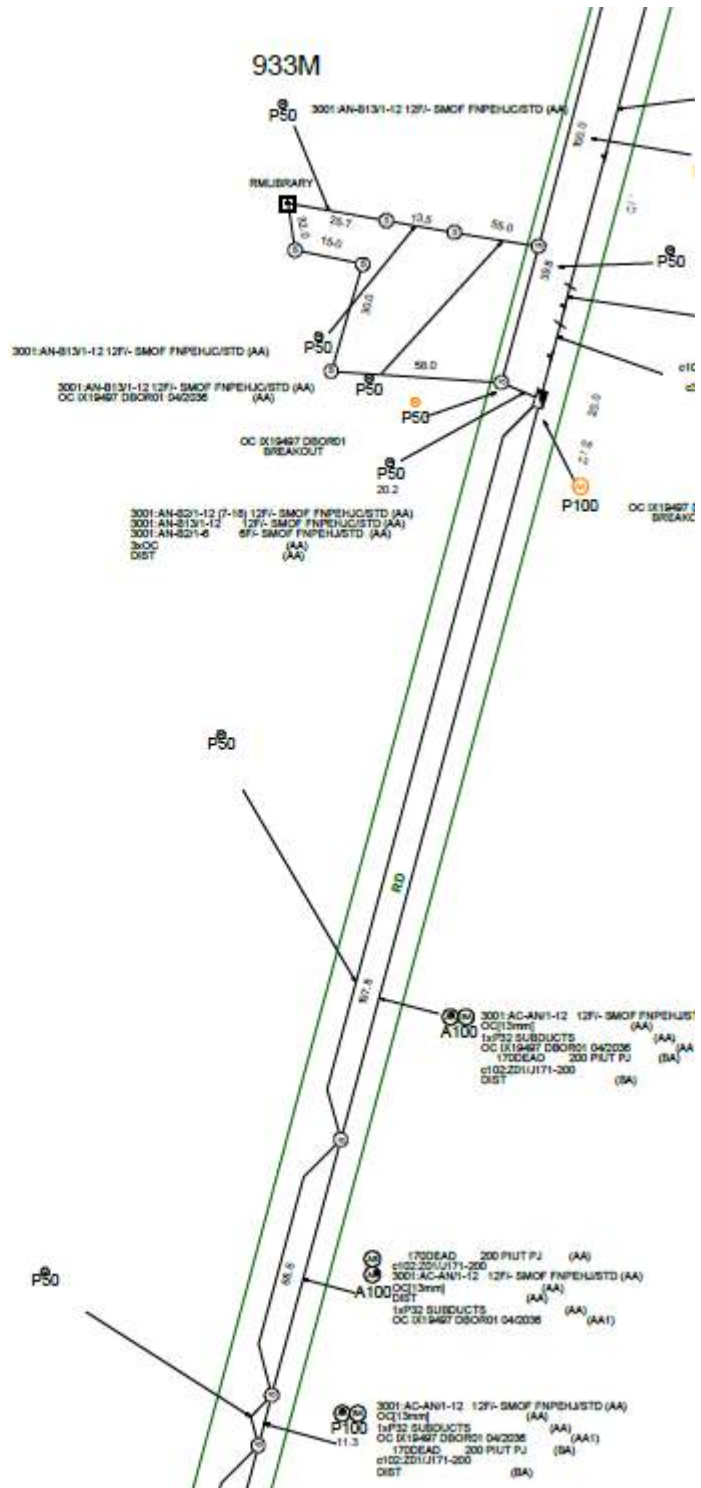 933M
P50
3001:AN-813/1-12 12F/- SMOF FNPEHJC/STD (AA)
RMLIBRARY
25.7
13.5
55.0
32.0
15.0
39.8
P50
30.0
3001:AN-813/1-12 12F/- SMOF FNPEHJC/STD (AA)
P50
58.0
3001:AN-813/1-12 12F/- SMOF FNPEHJC/STD (AA)
OC IX19497 DBOR01 04/2036 (AA)
P50
P50
OC IX19497 DBOR01
BREAKOUT
P50
20.2
P100
OC IX19497
3001:AN-82/1-12 (7-18) 12F/- SMOF FNPEHJC/STD (AA)
3001:AN-813/1-12 12F/- SMOF FNPEHJC/STD (AA)
3001:AN-82/1-6 6F/- SMOF FNPEHJ/STD (AA)
3xOC (AA)
DIST (AA)
P50
RD
A100
3001:AC-AN/1-12 12F/- SMOF FNPEHJ/ST
OC[13mm] (AA)
1xP32 SUBDUCTS (AA)
OC IX19497 DBOR01 04/2036 (AA
170DEAD 200 PIUT PJ (BA)
c102:Z01/J171-200
DIST (BA)
P50
A100
170DEAD 200 PIUT PJ (AA)
c102:Z01/J171-200
3001:AC-AN/1-12 12F/- SMOF FNPEHJ/STD (AA)
OC[13mm] (AA)
DIST (AA)
1xP32 SUBDUCTS (AA)
OC IX19497 DBOR01 04/2036 (AA1)
P100
11.3
3001:AC-AN/1-12 12F/- SMOF FNPEHJ/STD (AA)
OC[13mm] (AA)
1xP32 SUBDUCTS (AA)
OC IX19497 DBOR01 04/2036 (AA1)
170DEAD 200 PIUT PJ (BA)
c102:Z01/J171-200
DIST (BA)